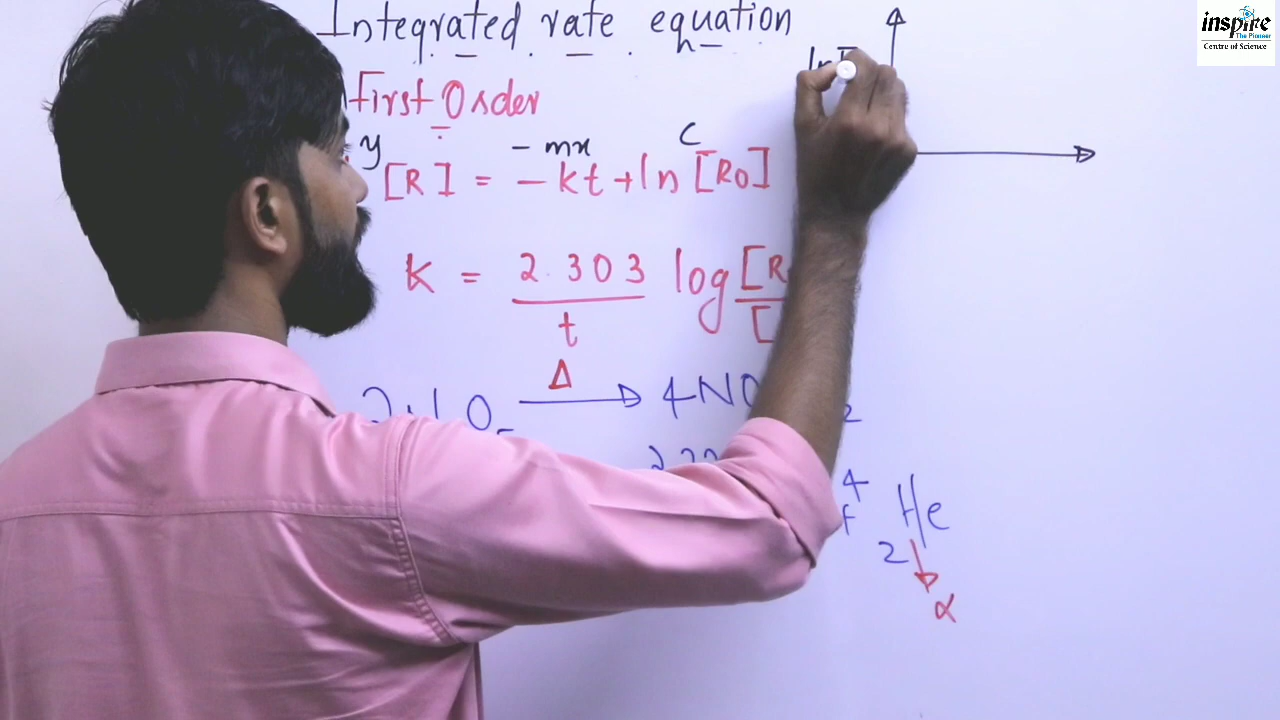 Integrated rate equation
First Order
y - mx C
[R] = - kt + ln [R0]
K = 2.303 log [R
t [
Δ
O 4NO 2
4
2 He
α
ln [
inspire
The Pioneer
Centre of Science